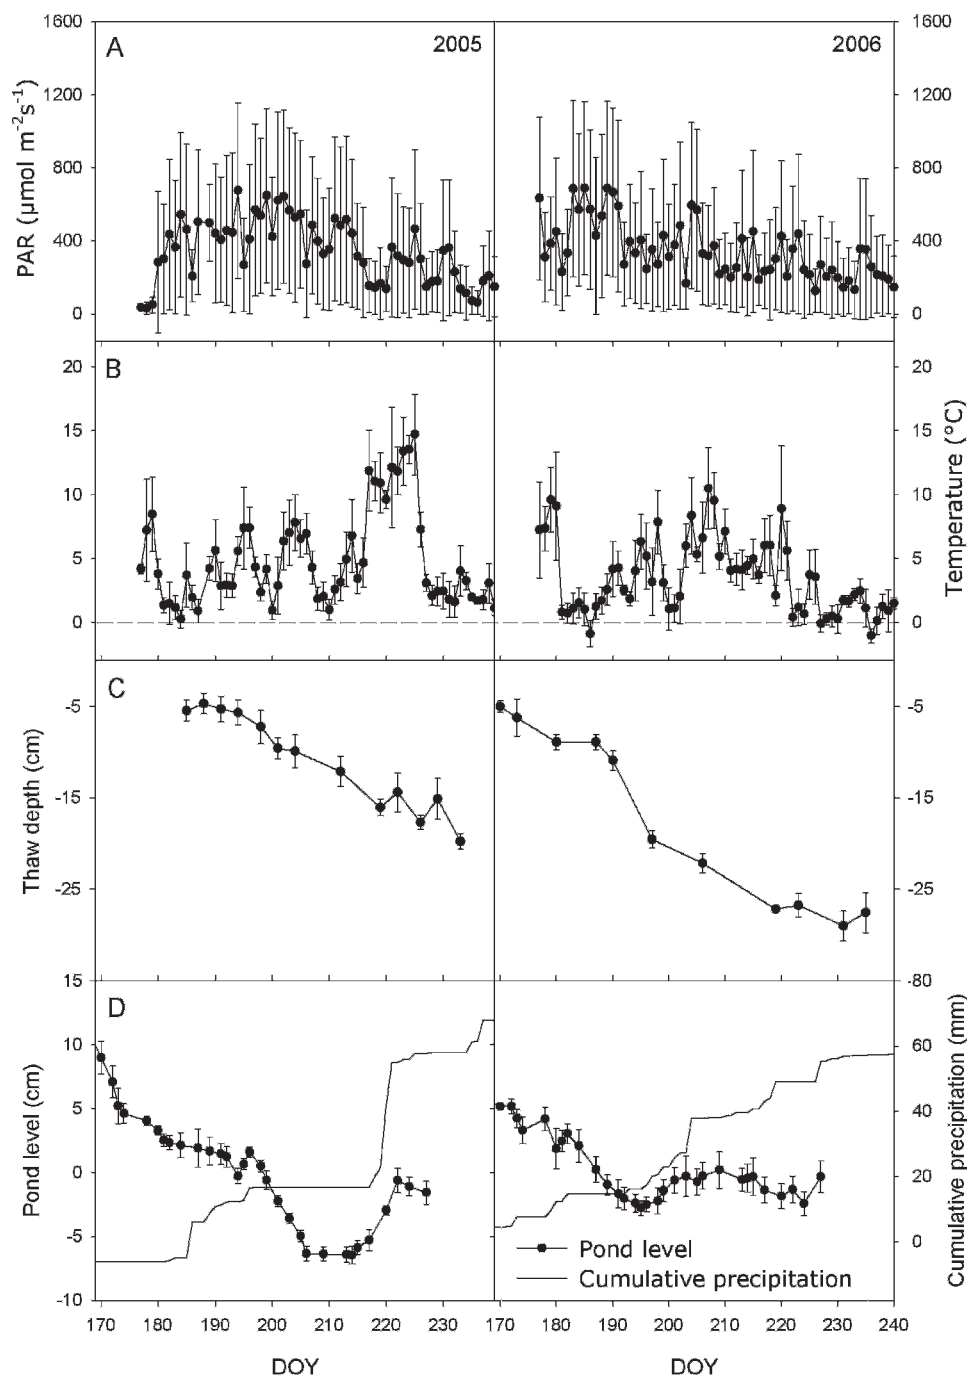 1600 1600
A 2005 2006
1200 1200
PAR (µmol m⁻²s⁻¹)
800 800
400 400
0 0
B
20 20
15 15
Temperature (°C)
10 10
5 5
0 0
C
-5 -5
Thaw depth (cm)
-15 -15
-25 -25
15 -80
D
10 60
Pond level (cm)
5 40
Cumulative precipitation (mm)
0 20
-5 0
Pond level
Cumulative precipitation
-10
170 180 190 200 210 220 230 170 180 190 200 210 220 230 240
DOY DOY